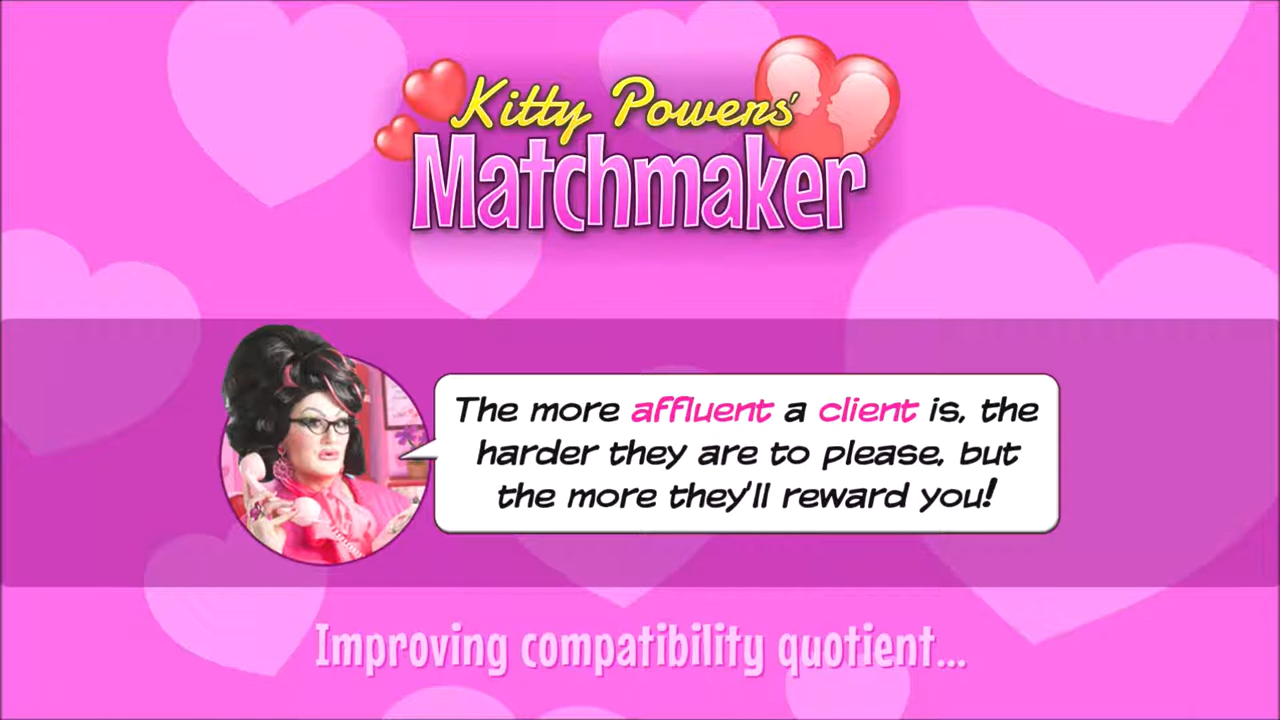 Kitty Powers'
Matchmaker
The more affluent a client is, the
harder they are to please, but
the more they'll reward you!
Improving compatibility quotient...